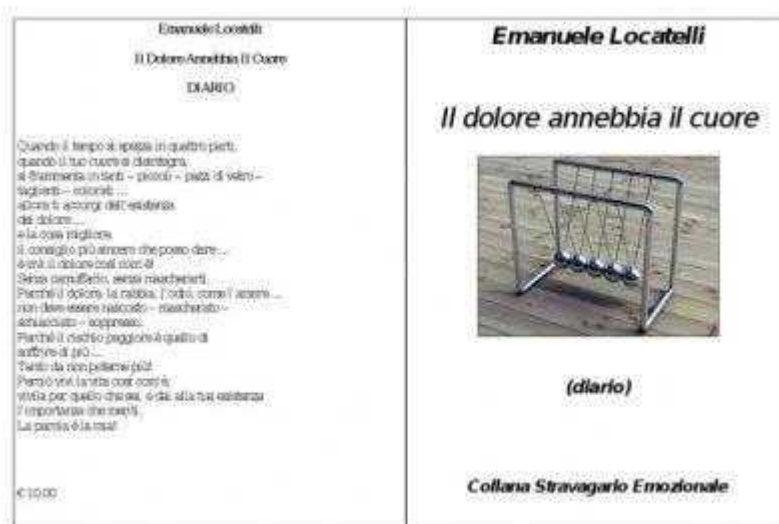 Emanuele Locatelli
Il Dolore Annebbia Il Cuore
DIARIO
Quando il tempo si spezza in quattro parti,
quando il tuo cuore si disintegra,
si frammenta in tanti – piccoli – pezzi di vetro –
taglienti – colorati ...
allora ti accorgi dell'esistenza
del dolore ...
e la cosa migliore,
il consiglio più sincero che posso dare ...
è vivi il dolore così com'è!
Senza camuffarlo, senza mascherarti.
Perché il dolore, la rabbia, l'odio, come l'amore ...
non deve essere nascosto – mascherato –
schiacciato – soppresso.
Perché il rischio peggiore è quello di
soffrire di più ...
Tanto da non poterne più!
Perciò vivi la vita così com'è,
vivila per quello che sei, e dai alla tua esistenza
l'importanza che meriti.
La parola è la mia!
€ 10,00
Emanuele Locatelli
Il dolore annebbia il cuore
(diario)
Collana Stravagario Emozionale